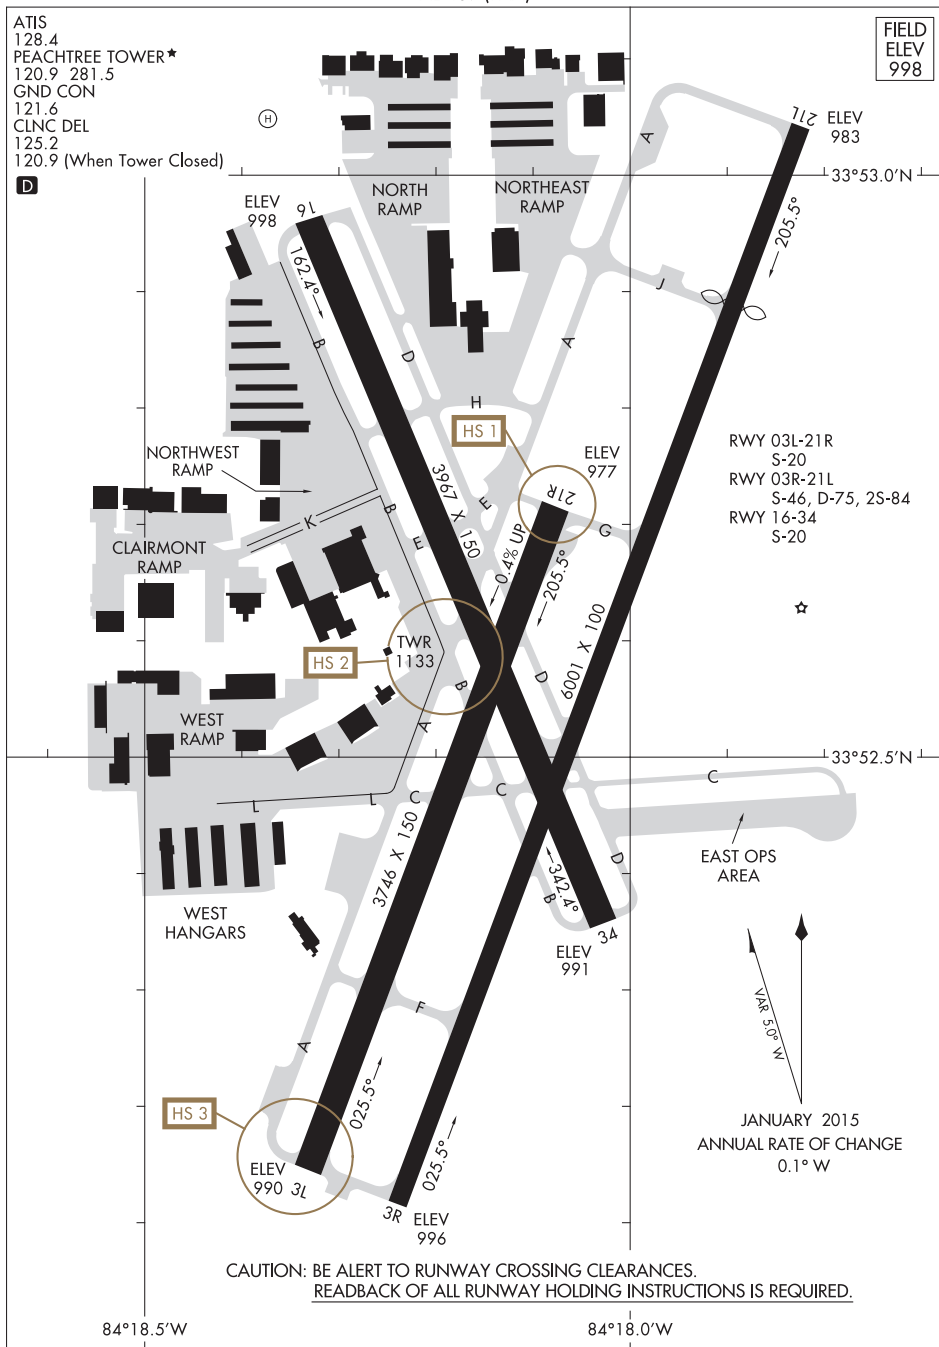 ATIS
128.4
PEACHTREE TOWER★
120.9 281.5
GND CON
121.6
CLNC DEL
125.2
120.9 (When Tower Closed)
D
FIELD
ELEV
998
H
21L
ELEV
983
A
33°53.0'N
NORTH
RAMP
NORTHEAST
RAMP
ELEV
998
16
205.5°
162.4°
J
B
D
A
H
HS 1
ELEV
977
RWY 03L-21R
S-20
RWY 03R-21L
S-46, D-75, 2S-84
RWY 16-34
S-20
NORTHWEST
RAMP
3967 X 150
E
21R
K
B
E
G
0.4% UP
205.5°
CLAIRMONT
RAMP
6001 X 100
TWR
1133
HS 2
B
D
A
WEST
RAMP
33°52.5'N
L
L
C
C
C
3746 X 150
EAST OPS
AREA
D
342.4°
B
WEST
HANGARS
34
ELEV
991
VAR 5.0° W
F
A
HS 3
025.5°
025.5°
JANUARY 2015
ANNUAL RATE OF CHANGE
0.1° W
ELEV
990
3L
3R
ELEV
996
CAUTION: BE ALERT TO RUNWAY CROSSING CLEARANCES.
READBACK OF ALL RUNWAY HOLDING INSTRUCTIONS IS REQUIRED.
84°18.5'W
84°18.0'W